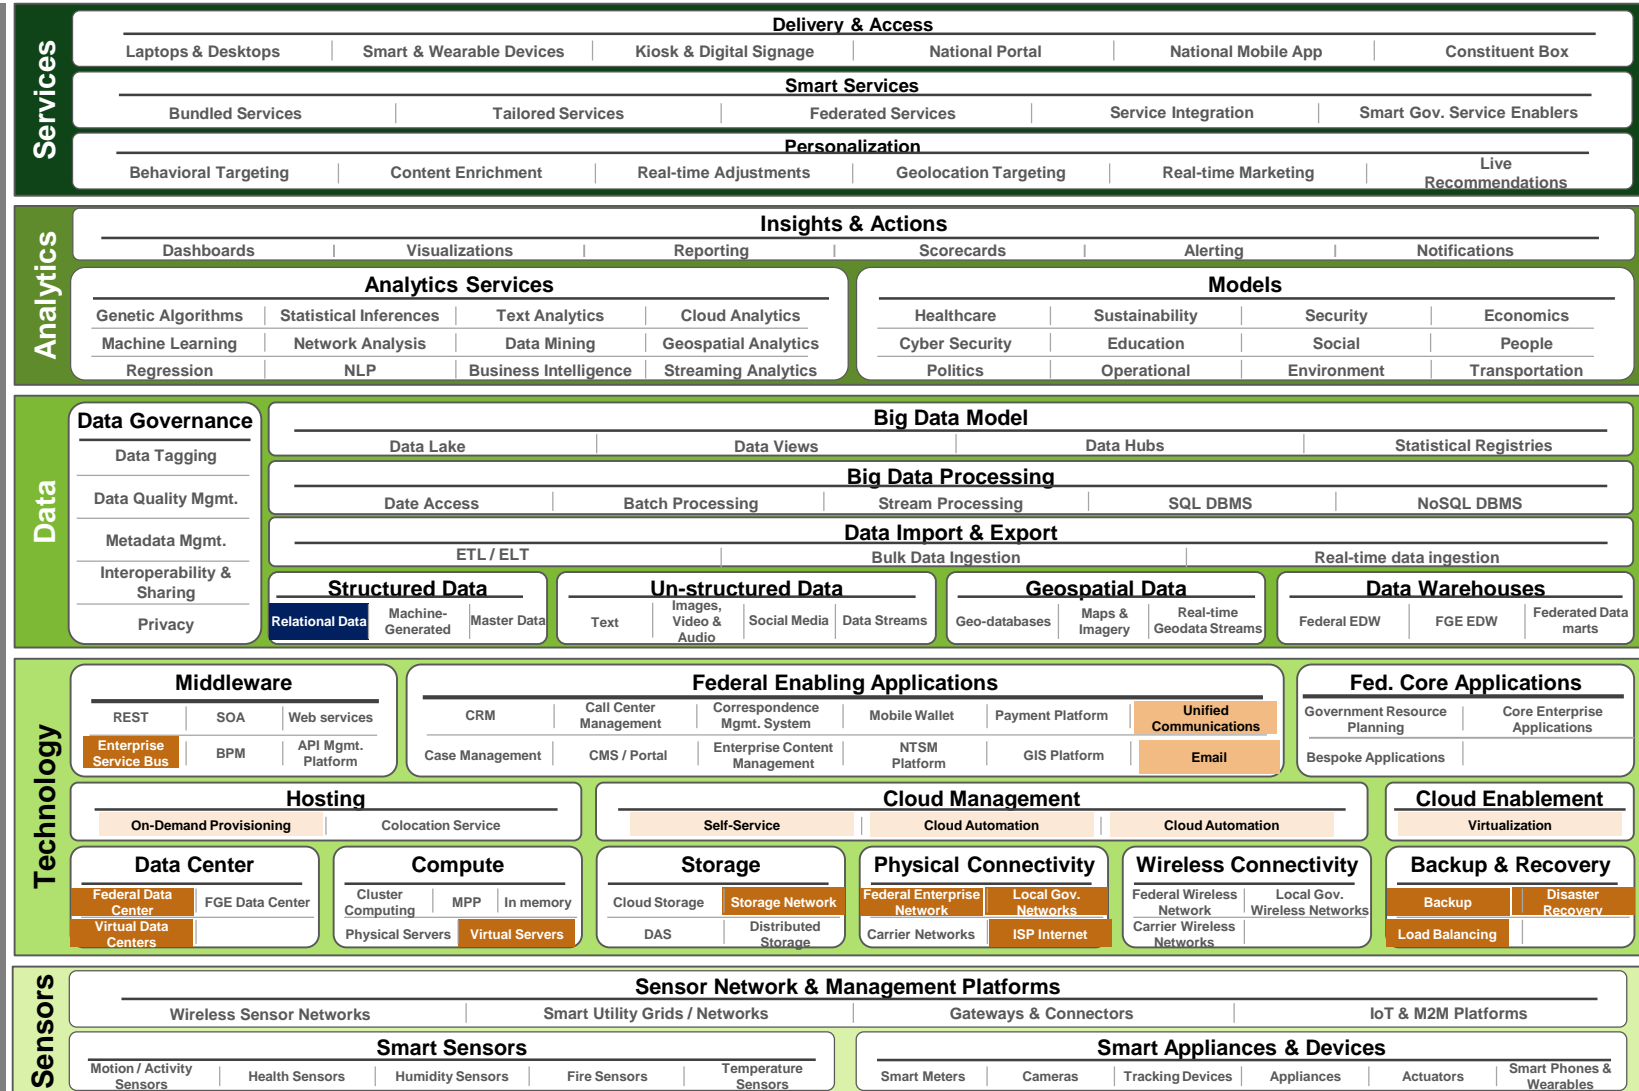 Services
Delivery & Access
Laptops & Desktops
Smart & Wearable Devices
Kiosk & Digital Signage
National Portal
National Mobile App
Constituent Box
Smart Services
Bundled Services
Tailored Services
Federated Services
Service Integration
Smart Gov. Service Enablers
Personalization
Behavioral Targeting
Content Enrichment
Real-time Adjustments
Geolocation Targeting
Real-time Marketing
Live
Recommendations
Analytics
Insights & Actions
Dashboards
Visualizations
Reporting
Scorecards
Alerting
Notifications
Analytics Services
Genetic Algorithms
Statistical Inferences
Text Analytics
Cloud Analytics
Machine Learning
Network Analysis
Data Mining
Geospatial Analytics
Regression
NLP
Business Intelligence
Streaming Analytics
Models
Healthcare
Sustainability
Security
Economics
Cyber Security
Education
Social
People
Politics
Operational
Environment
Transportation
Data
Data Governance
Data Tagging
Data Quality Mgmt.
Metadata Mgmt.
Interoperability &
Sharing
Privacy
Big Data Model
Data Lake
Data Views
Data Hubs
Statistical Registries
Big Data Processing
Date Access
Batch Processing
Stream Processing
SQL DBMS
NoSQL DBMS
Data Import & Export
ETL / ELT
Bulk Data Ingestion
Real-time data ingestion
Structured Data
Relational Data
Machine-
Generated
Master Data
Un-structured Data
Text
Images,
Video &
Audio
Social Media
Data Streams
Geospatial Data
Geo-databases
Maps &
Imagery
Real-time
Geodata Streams
Data Warehouses
Federal EDW
FGE EDW
Federated Data
marts
Technology
Middleware
REST
SOA
Web services
Enterprise
Service Bus
BPM
API Mgmt.
Platform
Federal Enabling Applications
CRM
Call Center
Management
Correspondence
Mgmt. System
Mobile Wallet
Payment Platform
Unified
Communications
Case Management
CMS / Portal
Enterprise Content
Management
NTSM
Platform
GIS Platform
Email
Fed. Core Applications
Government Resource
Planning
Core Enterprise
Applications
Bespoke Applications
Hosting
On-Demand Provisioning
Colocation Service
Cloud Management
Self-Service
Cloud Automation
Cloud Automation
Cloud Enablement
Virtualization
Data Center
Federal Data
Center
FGE Data Center
Virtual Data
Centers
Compute
Cluster
Computing
MPP
In memory
Physical Servers
Virtual Servers
Storage
Cloud Storage
Storage Network
DAS
Distributed
Storage
Physical Connectivity
Federal Enterprise
Network
Local Gov.
Networks
Carrier Networks
ISP Internet
Wireless Connectivity
Federal Wireless
Network
Local Gov.
Wireless Networks
Carrier Wireless
Networks
Backup & Recovery
Backup
Disaster
Recovery
Load Balancing
Sensors
Sensor Network & Management Platforms
Wireless Sensor Networks
Smart Utility Grids / Networks
Gateways & Connectors
IoT & M2M Platforms
Smart Sensors
Motion / Activity
Sensors
Health Sensors
Humidity Sensors
Fire Sensors
Temperature
Sensors
Smart Appliances & Devices
Smart Meters
Cameras
Tracking Devices
Appliances
Actuators
Smart Phones &
Wearables